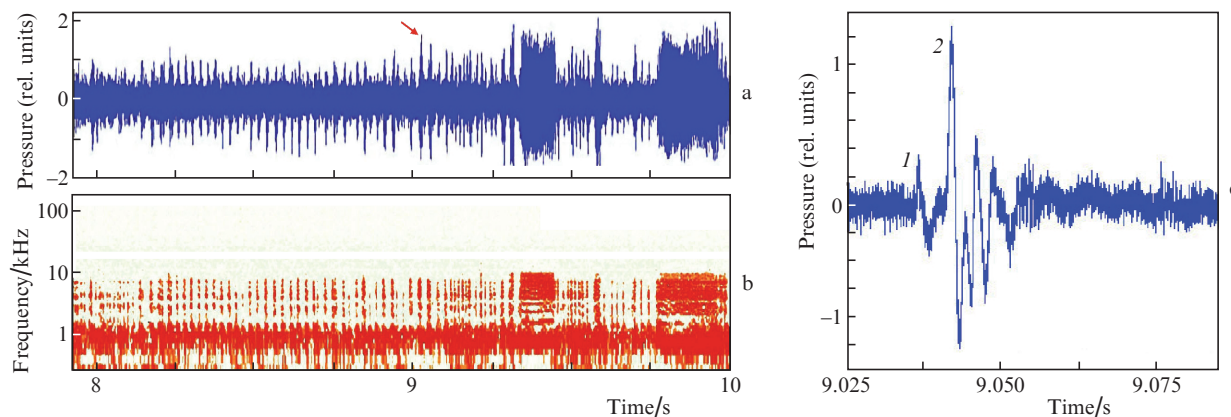 Pressure (rel. units)
2
0
–2
a
Frequency/kHz
100
10
1
b
8
9
10
Time/s
Pressure (rel. units)
1
0
–1
1
2
9.025
9.050
9.075
Time/s